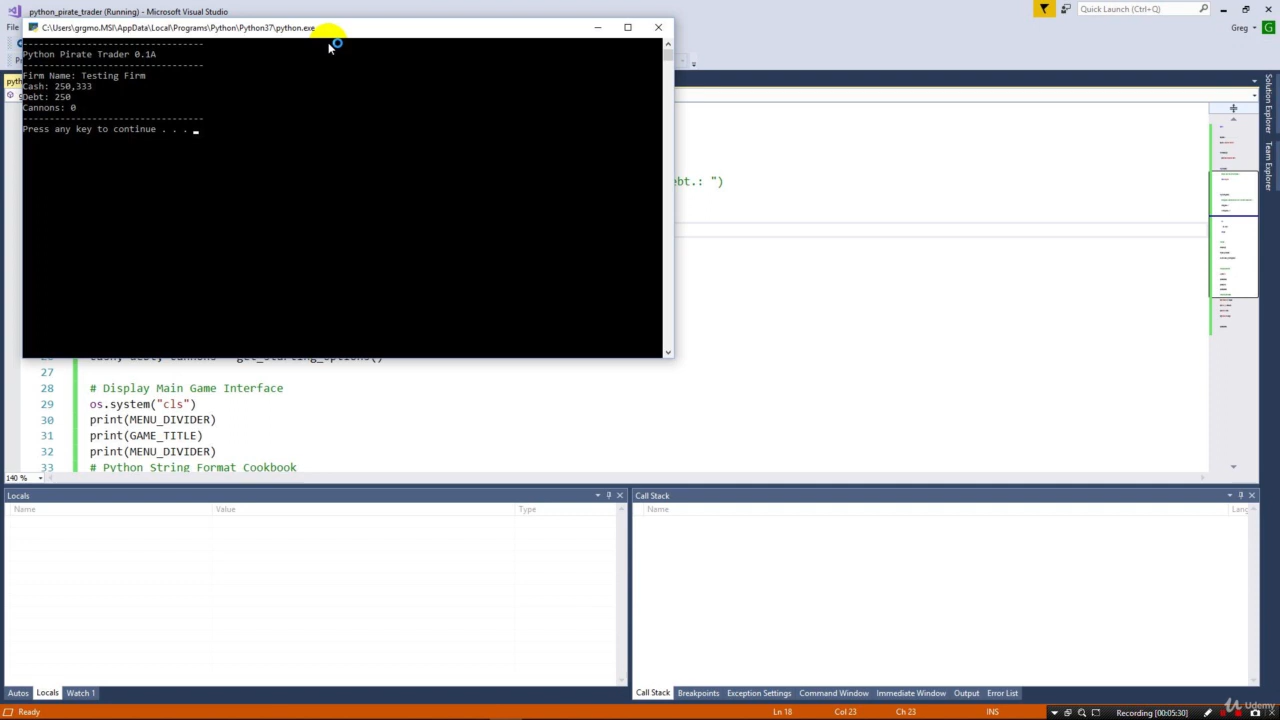 python_pirate_trader (Running) - Microsoft Visual Studio
Quick Launch (Ctrl+Q)
File
C:\Users\grgmo.MSI\AppData\Local\Programs\Python\Python37\python.exe
Greg
G
---------------------------------
Python Pirate Trader 0.1A
---------------------------------
Firm Name: Testing Firm
Cash: 250,333
Debt: 250
Cannons: 0
---------------------------------
Press any key to continue . . .
pyth
ebt.: ")
Solution Explorer
Team Explorer
27
28 # Display Main Game Interface
29 os.system("cls")
30 print(MENU_DIVIDER)
31 print(GAME_TITLE)
32 print(MENU_DIVIDER)
33 # Python String Format Cookbook
140 %
Locals
Name Value Type
Call Stack
Name Lang
Autos Locals Watch 1
Call Stack Breakpoints Exception Settings Command Window Immediate Window Output Error List
Ready
Ln 18 Col 23 Ch 23 INS
Recording [00:05:30]
Udemy